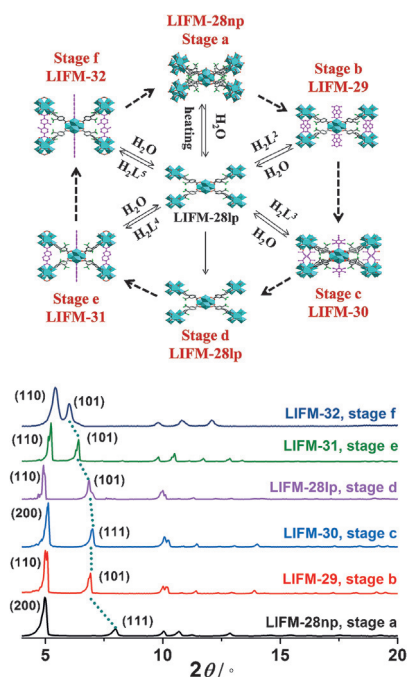 LIFM-28np
Stage a
Stage f
LIFM-32
Stage b
LIFM-29
heating
H₂O
H₂O
H₂L⁵
H₂L²
H₂O
LIFM-28lp
H₂O
H₂L⁴
H₂L³
H₂O
Stage e
LIFM-31
Stage c
LIFM-30
Stage d
LIFM-28lp
(110)
(101)
LIFM-32, stage f
(110)
(101)
LIFM-31, stage e
(110)
(101)
LIFM-28lp, stage d
(200)
(111)
LIFM-30, stage c
(110)
(101)
LIFM-29, stage b
(200)
(111)
LIFM-28np, stage a
5 10 15 20
2θ/°